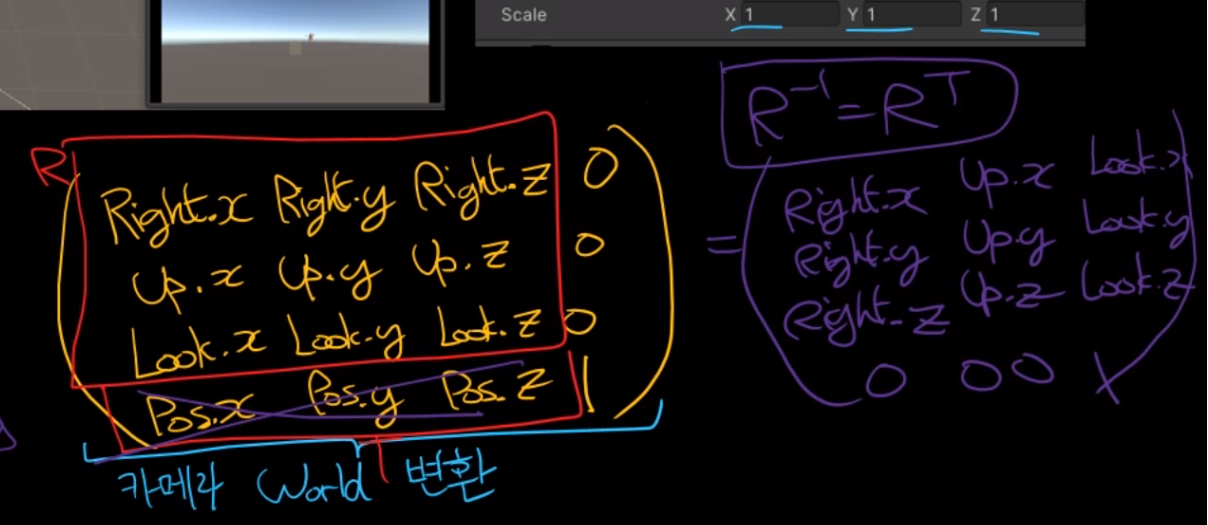 Scale X 1 Y 1 Z 1
R⁻¹ = Rᵀ
R
Right.x Right.y Right.z 0
Up.x Up.y Up.z 0
Look.x Look.y Look.z 0
Pos.x Pos.y Pos.z 1
카메라 World 변환
=
Right.x Up.x Look.x
Right.y Up.y Look.y
Right.z Up.z Look.z
0 0 0